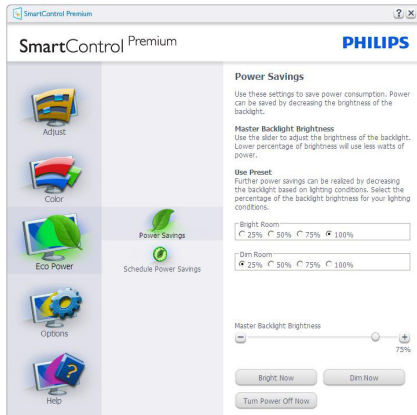 SmartControl Premium
SmartControl Premium
PHILIPS
Adjust
Color
Eco Power
Options
Help
Power Savings
Schedule Power Savings
Power Savings
Use these settings to save power consumption. Power
can be saved by decreasing the brightness of the
backlight.
Master Backlight Brightness
Use the slider to adjust the brightness of the backlight.
Lower percentage of brightness will use less watts of
power.
Use Preset
Further power savings can be realized by decreasing
the backlight based on lighting conditions. Select the
percentage of the backlight brightness for your lighting
conditions.
Bright Room
25% 50% 75% 100%
Dim Room
25% 50% 75% 100%
Master Backlight Brightness
75%
Bright Now Dim Now
Turn Power Off Now